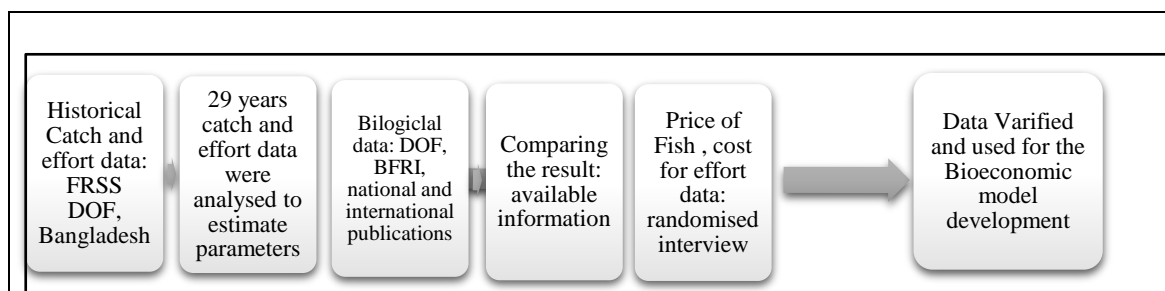 Historical
Catch and
effort data:
FRSS
DOF,
Bangladesh
29 years
catch and
effort data
were
analysed to
estimate
parameters
Bilogiclal
data: DOF,
BFRI,
national and
international
publications
Comparing
the result:
available
information
Price of
Fish , cost
for effort
data:
randomised
interview
Data Varified
and used for the
Bioeconomic
model
development